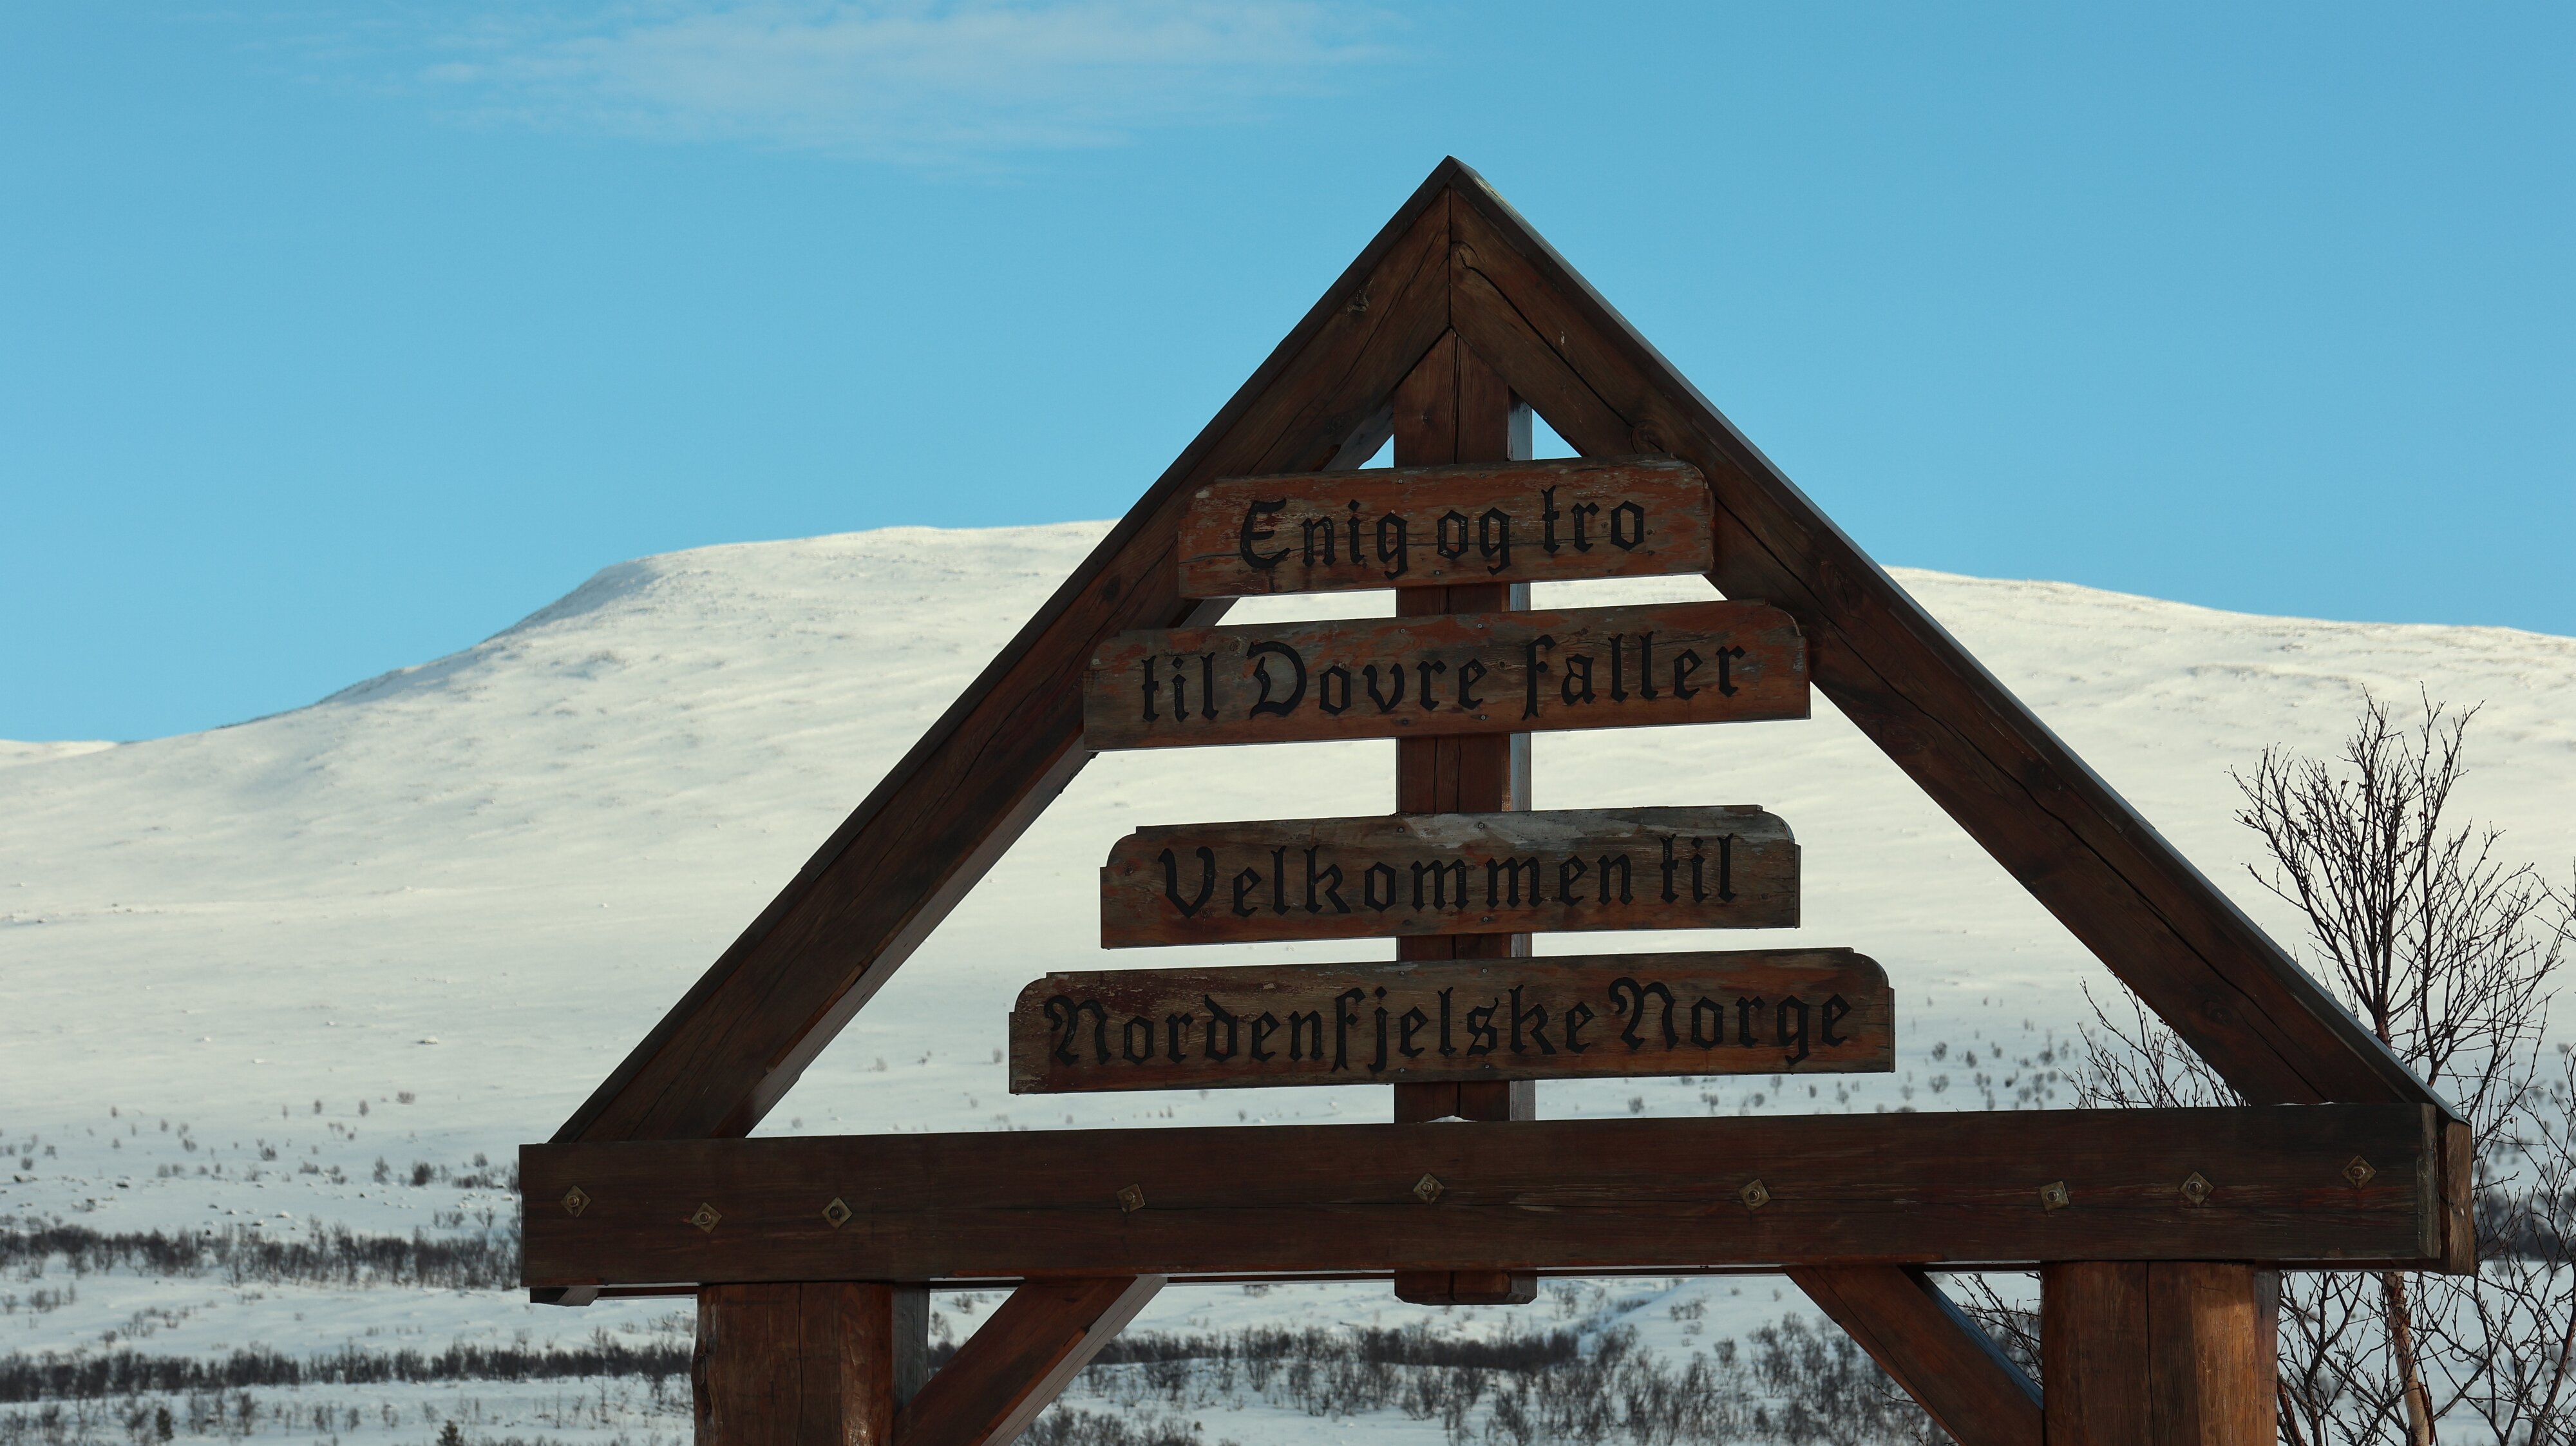 Enig og tro
til Dovre faller
Velkommen til
Nordenfjelske Norge